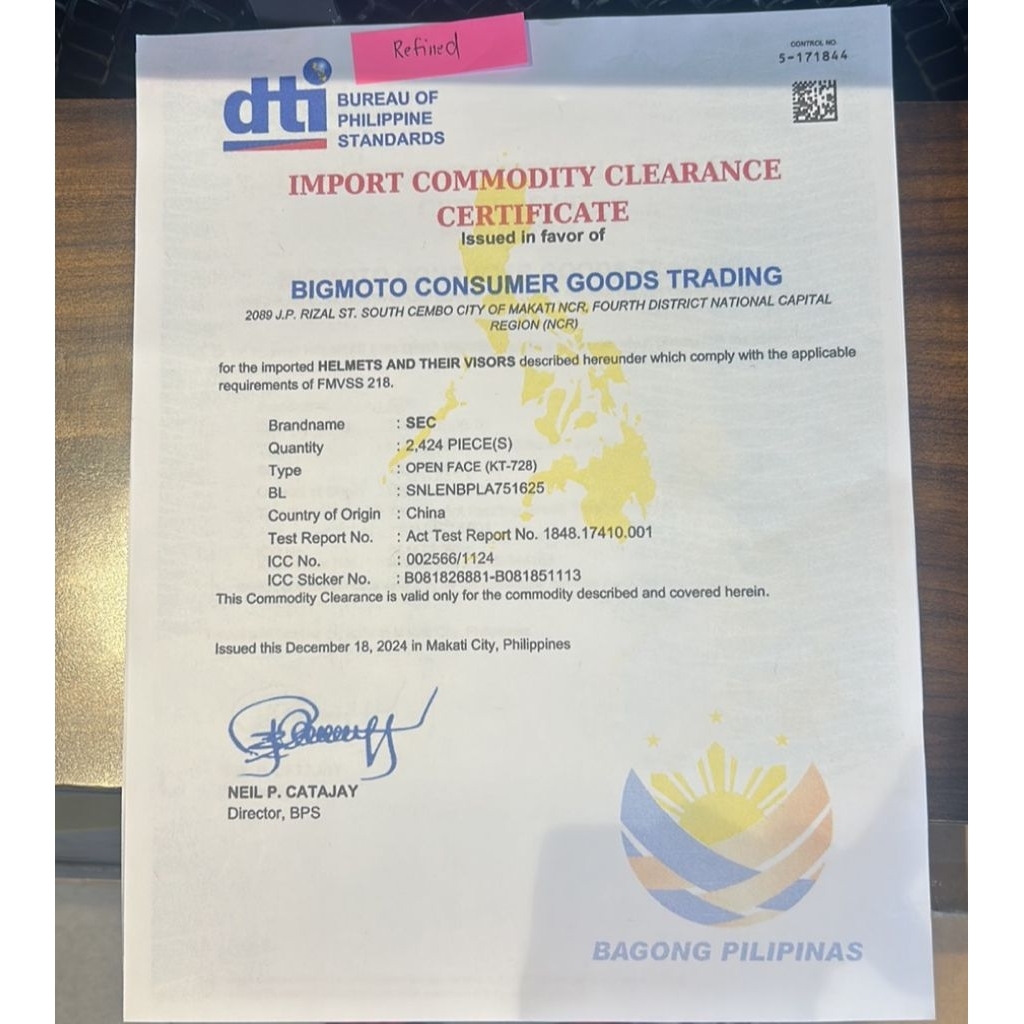 Refined
CONTROL NO.
5-171844
dti
BUREAU OF
PHILIPPINE
STANDARDS
IMPORT COMMODITY CLEARANCE
CERTIFICATE
Issued in favor of
BIGMOTO CONSUMER GOODS TRADING
2089 J.P. RIZAL ST. SOUTH CEMBO CITY OF MAKATI NCR, FOURTH DISTRICT NATIONAL CAPITAL
REGION (NCR)
for the imported HELMETS AND THEIR VISORS described hereunder which comply with the applicable
requirements of FMVSS 218.
Brandname : SEC
Quantity : 2,424 PIECE(S)
Type : OPEN FACE (KT-728)
BL : SNLENBPLA751625
Country of Origin : China
Test Report No. : Act Test Report No. 1848.17410.001
ICC No. : 002566/1124
ICC Sticker No. : B081826881-B081851113
This Commodity Clearance is valid only for the commodity described and covered herein.
Issued this December 18, 2024 in Makati City, Philippines
NEIL P. CATAJAY
Director, BPS
BAGONG PILIPINAS